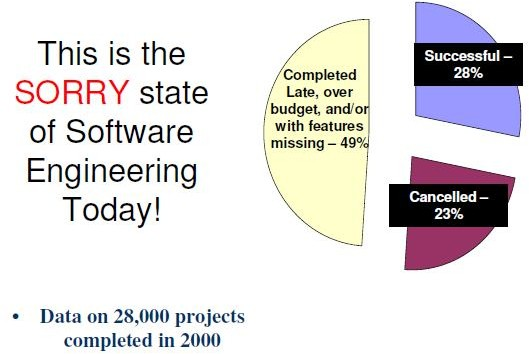 This is the
SORRY state
of Software
Engineering
Today!
Completed
Late, over
budget, and/or
with features
missing – 49%
Successful –
28%
Cancelled –
23%
• Data on 28,000 projects
completed in 2000